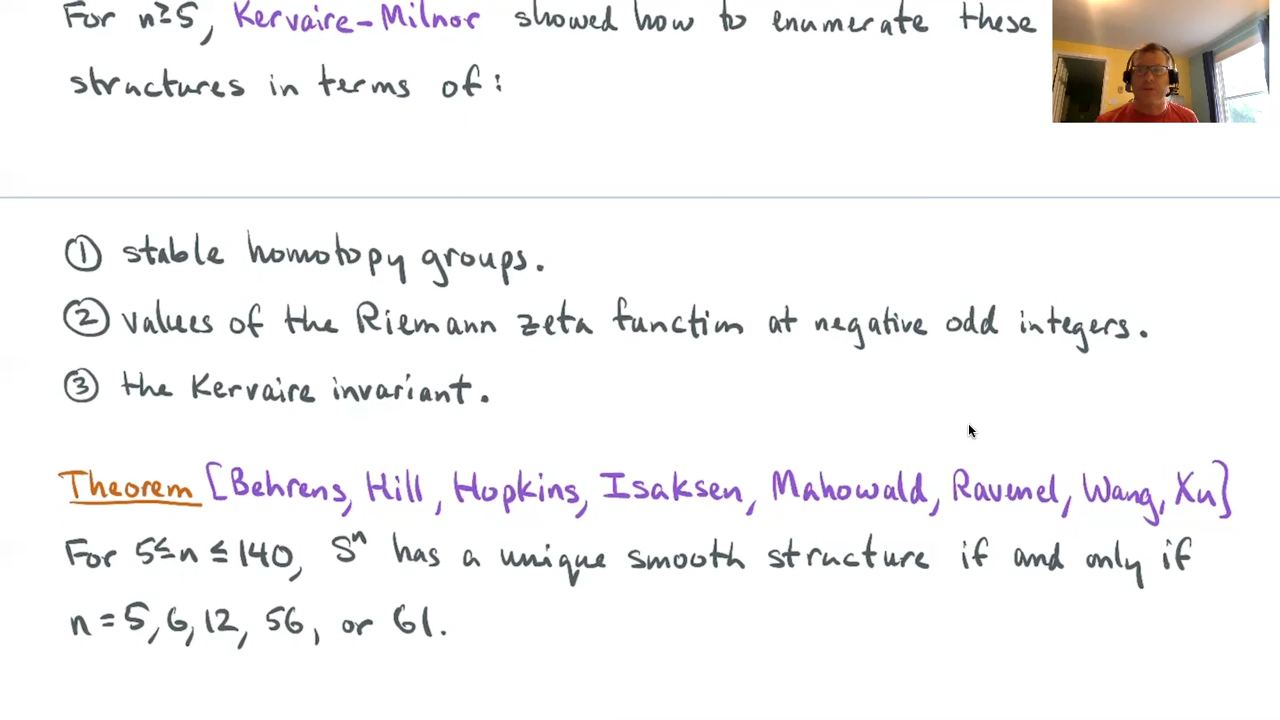 For n≥5, Kervaire-Milnor showed how to enumerate these
structures in terms of:
① stable homotopy groups.
② values of the Riemann zeta function at negative odd integers.
③ the Kervaire invariant.
Theorem [Behrens, Hill, Hopkins, Isaksen, Mahowald, Ravenel, Wang, Xu]
For 5≤n≤140, Sⁿ has a unique smooth structure if and only if
n=5,6,12, 56, or 61.